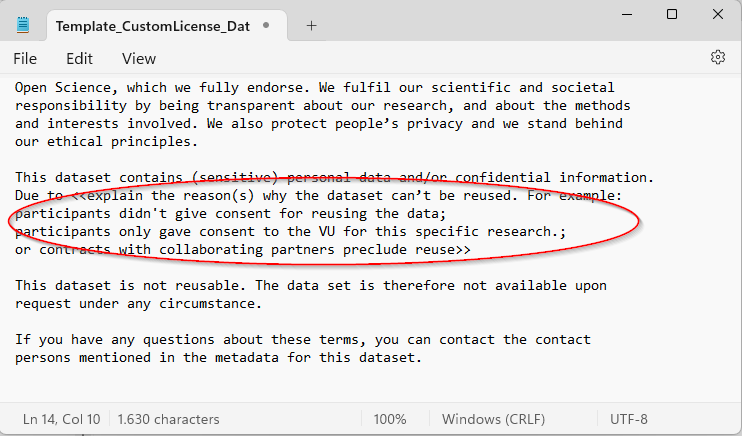 Template_CustomLicense_Dat
File Edit View
Open Science, which we fully endorse. We fulfil our scientific and societal
responsibility by being transparent about our research, and about the methods
and interests involved. We also protect people’s privacy and we stand behind
our ethical principles.
This dataset contains (sensitive) personal data and/or confidential information.
Due to <<explain the reason(s) why the dataset can’t be reused. For example:
participants didn't give consent for reusing the data;
participants only gave consent to the VU for this specific research.;
or contracts with collaborating partners preclude reuse>>
This dataset is not reusable. The data set is therefore not available upon
request under any circumstance.
If you have any questions about these terms, you can contact the contact
persons mentioned in the metadata for this dataset.
Ln 14, Col 10 1.630 characters 100% Windows (CRLF) UTF-8